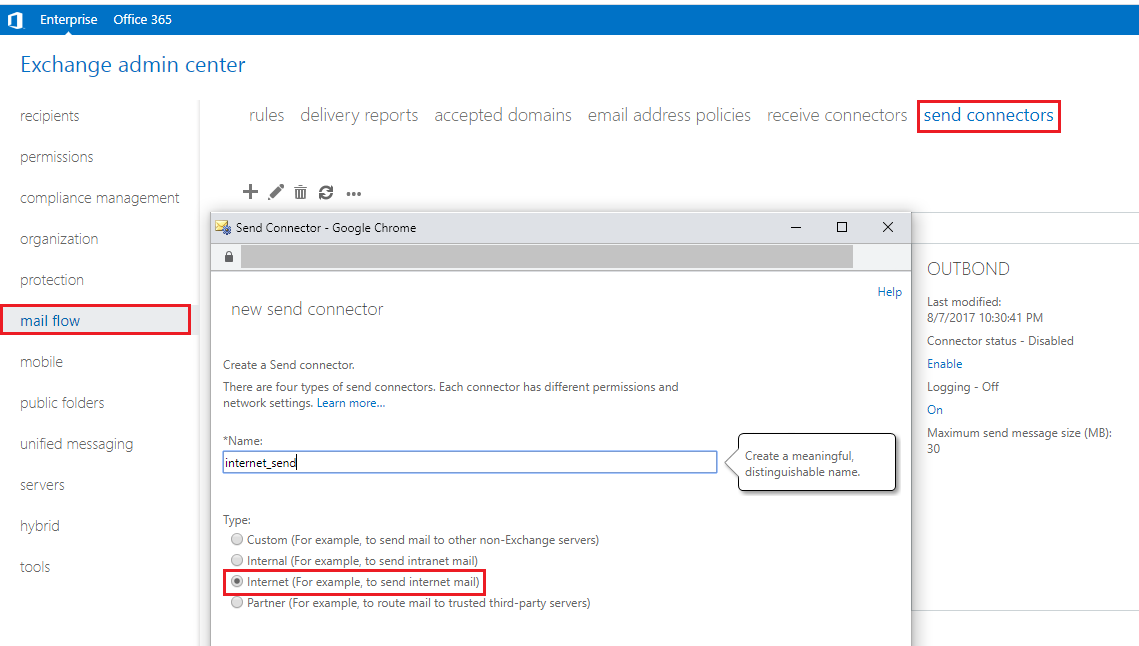 Enterprise Office 365
Exchange admin center
recipients
permissions
compliance management
organization
protection
mail flow
mobile
public folders
unified messaging
servers
hybrid
tools
rules delivery reports accepted domains email address policies receive connectors send connectors
Send Connector - Google Chrome
Help
new send connector
Create a Send connector.
There are four types of send connectors. Each connector has different permissions and
network settings. Learn more...
*Name:
internet_send
Create a meaningful,
distinguishable name.
Type:
Custom (For example, to send mail to other non-Exchange servers)
Internal (For example, to send intranet mail)
Internet (For example, to send internet mail)
Partner (For example, to route mail to trusted third-party servers)
OUTBOND
Last modified:
8/7/2017 10:30:41 PM
Connector status - Disabled
Enable
Logging - Off
On
Maximum send message size (MB):
30